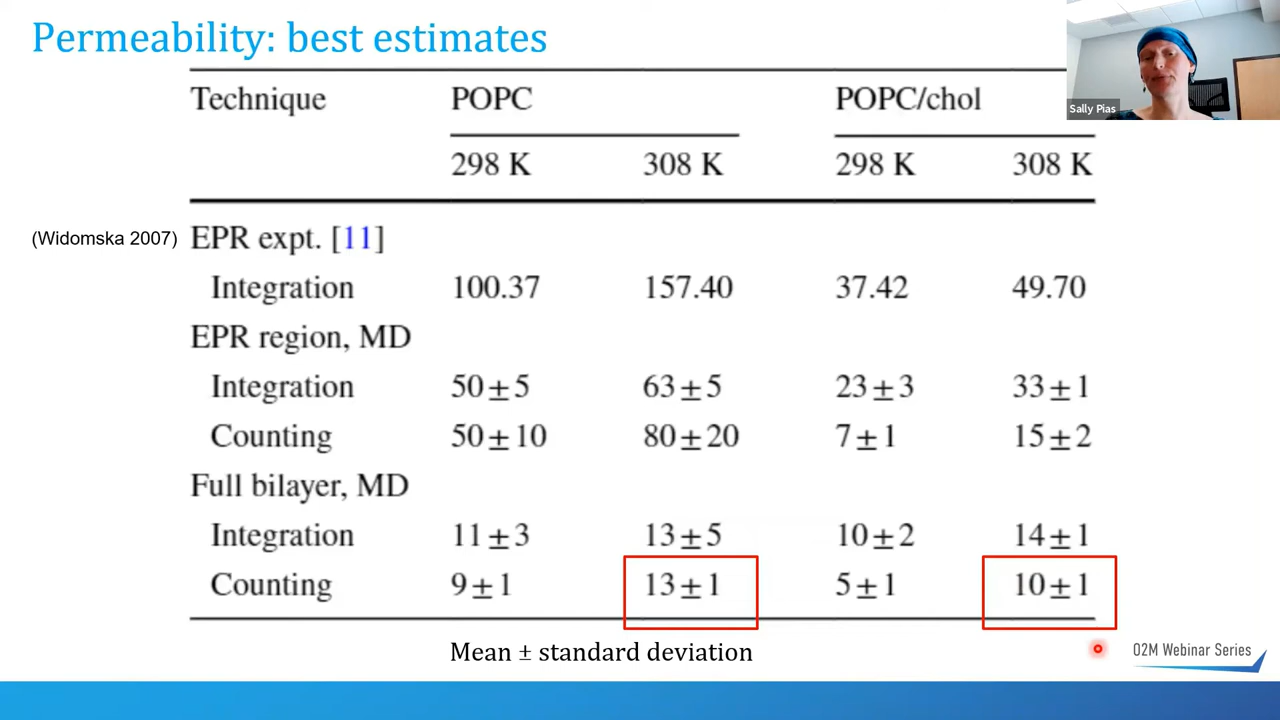 Permeability: best estimates
Sally Pias
Technique POPC POPC/chol
298 K 308 K 298 K 308 K
(Widomska 2007) EPR expt. [11]
Integration 100.37 157.40 37.42 49.70
EPR region, MD
Integration 50±5 63±5 23±3 33±1
Counting 50±10 80±20 7±1 15±2
Full bilayer, MD
Integration 11±3 13±5 10±2 14±1
Counting 9±1 13±1 5±1 10±1
Mean ± standard deviation
O2M Webinar Series